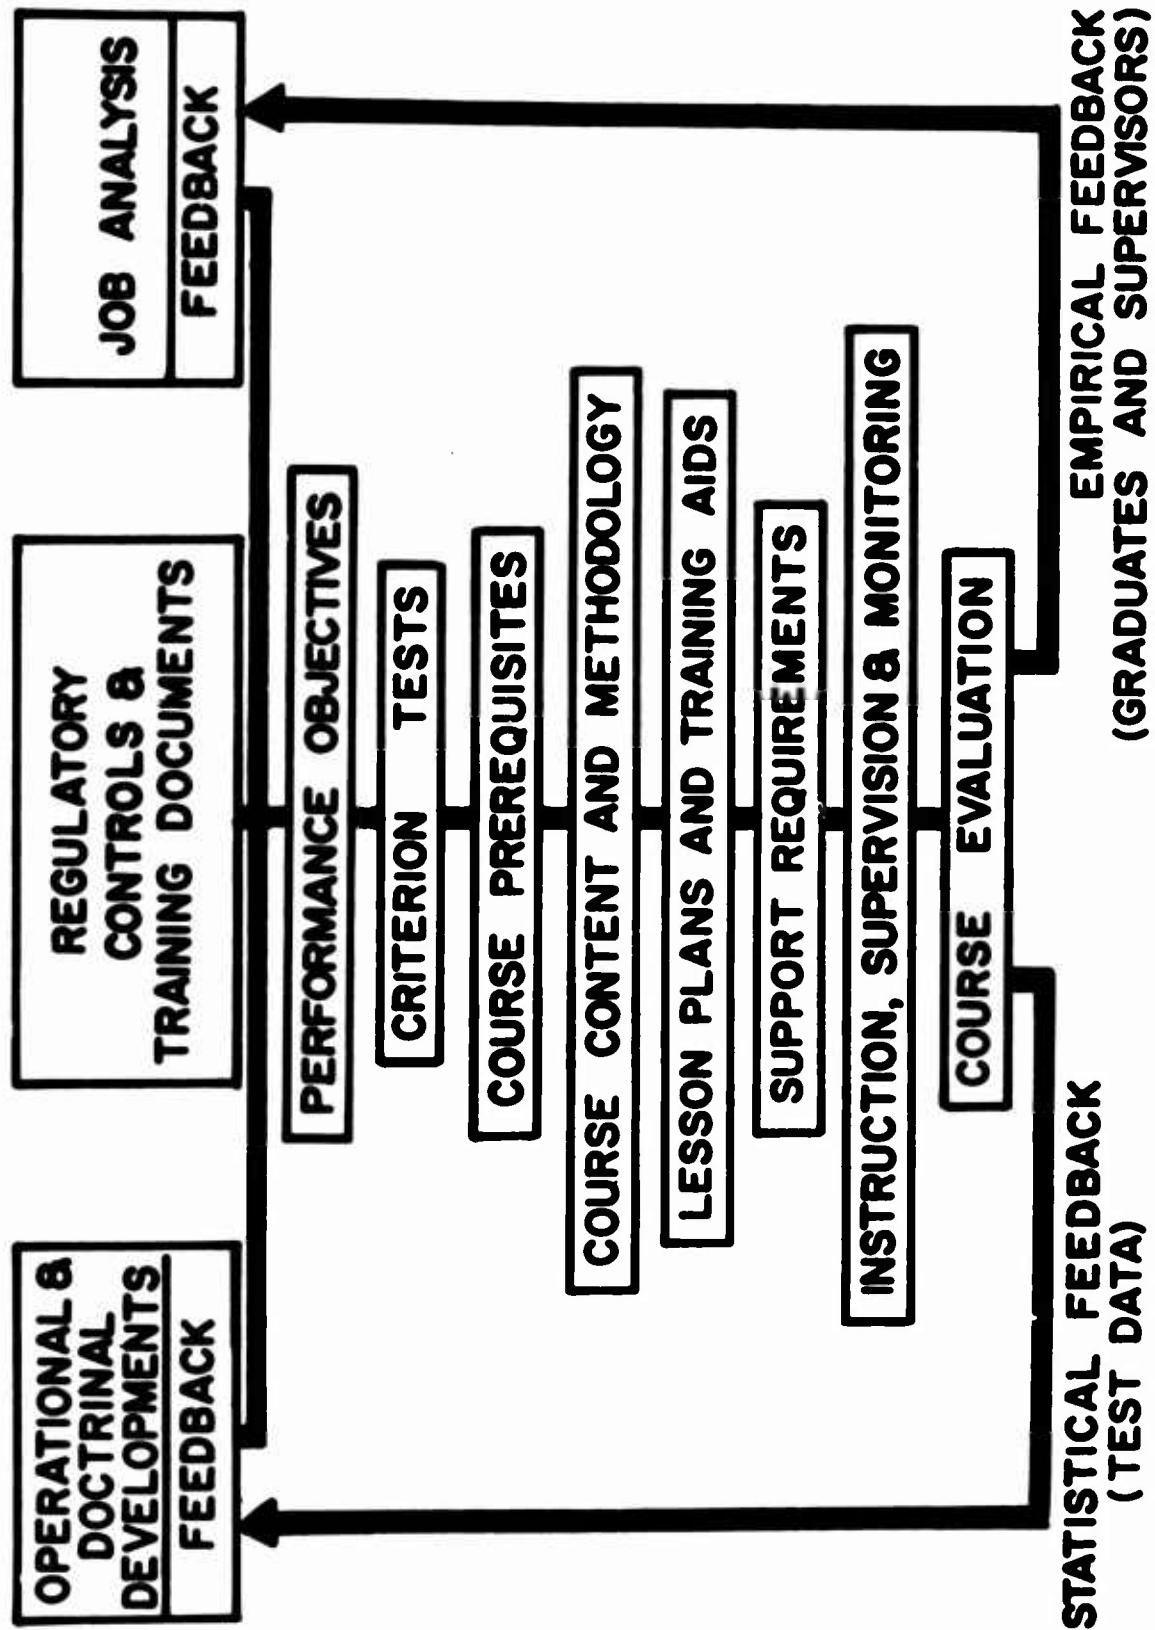 OPERATIONAL &
DOCTRINAL
DEVELOPMENTS
FEEDBACK
REGULATORY
CONTROLS &
TRAINING DOCUMENTS
JOB ANALYSIS
FEEDBACK
PERFORMANCE OBJECTIVES
CRITERION TESTS
COURSE PREREQUISITES
COURSE CONTENT AND METHODOLOGY
LESSON PLANS AND TRAINING AIDS
SUPPORT REQUIREMENTS
INSTRUCTION, SUPERVISION & MONITORING
COURSE EVALUATION
STATISTICAL FEEDBACK
(TEST DATA)
EMPIRICAL FEEDBACK
(GRADUATES AND SUPERVISORS)